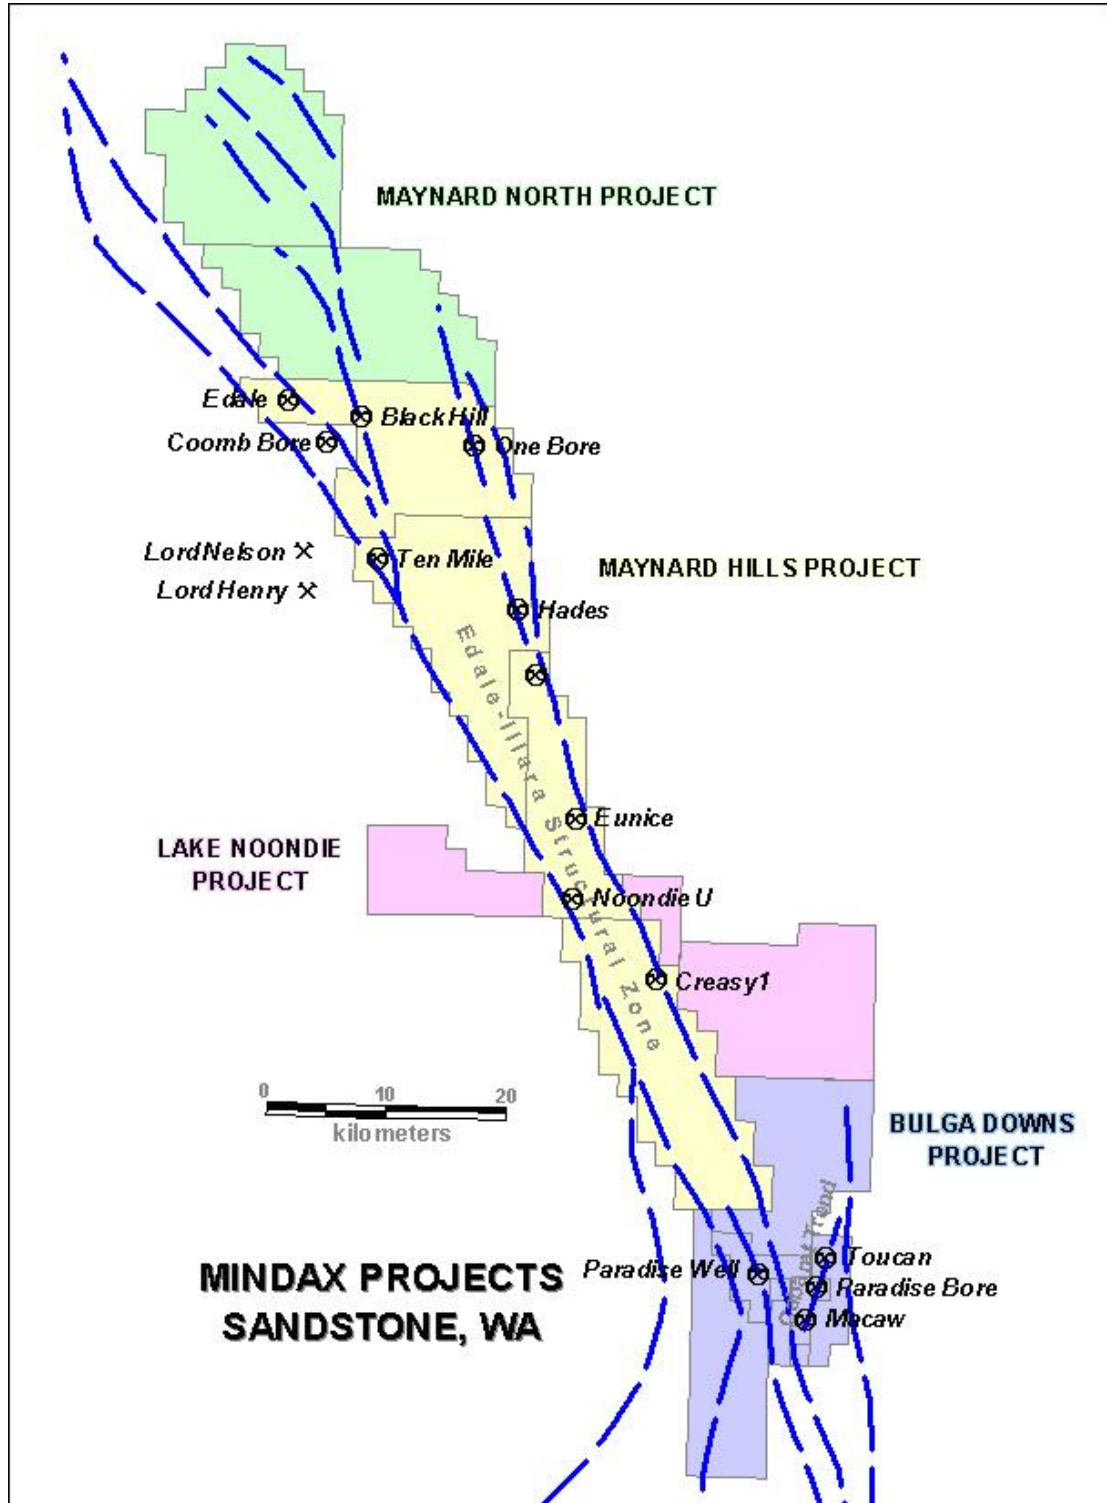 MAYNARD NORTH PROJECT
Edale
Black Hill
Coomb Bore
One Bore
Lord Nelson
Ten Mile
MAYNARD HILLS PROJECT
Lord Henry
Hades
Edale-Illara Structural Zone
Eunice
LAKE NOONDIE
PROJECT
Noondie U
Creasy1
0 10 20
kilometers
BULGA DOWNS
PROJECT
Trend
Toucan
Paradise Well
Paradise Bore
Macaw
MINDAX PROJECTS
SANDSTONE, WA